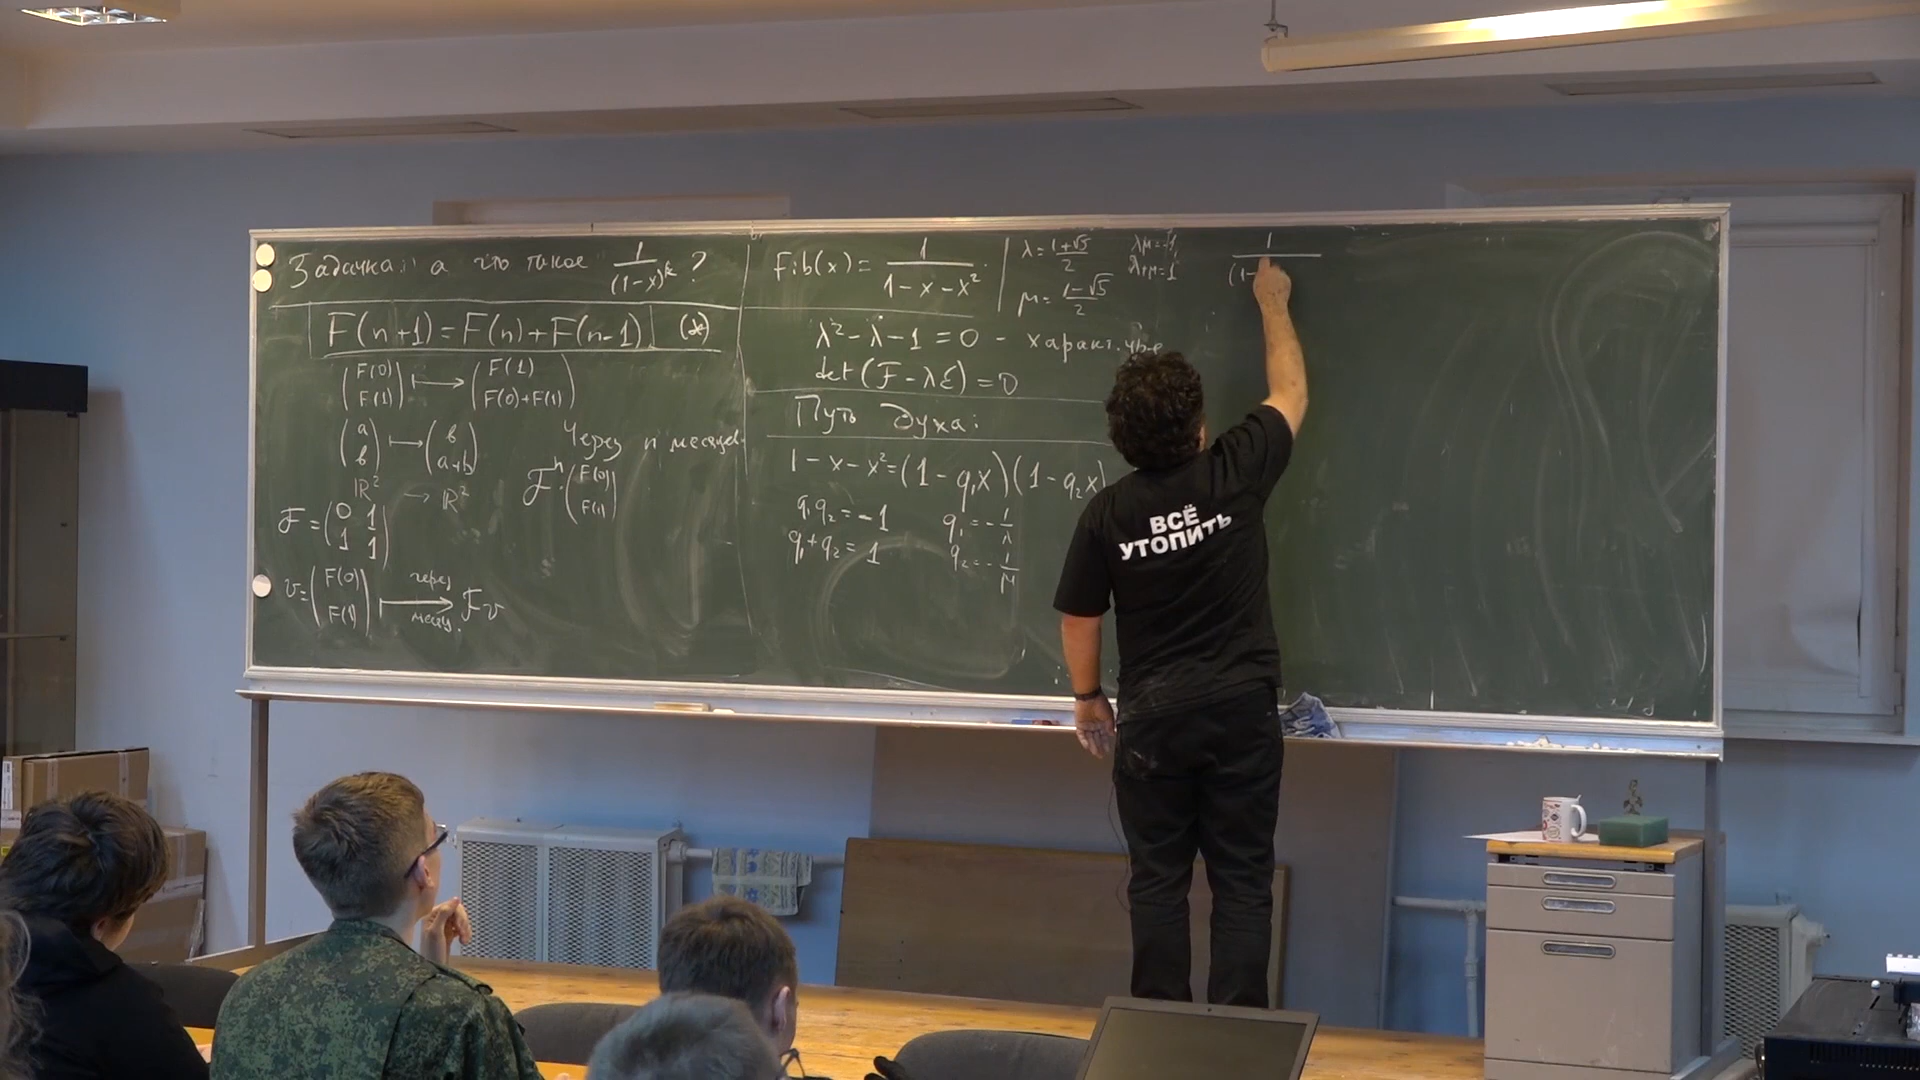 Задачка: а что такое 1/(1-x)^k ?
F(n+1) = F(n) + F(n-1) (*)
(F(0) F(1)) ↦ (F(1) F(0)+F(1))
(a в) ↦ (в a+b)
ℝ² → ℝ²
Через n месяцев
F^n · (F(0) F(1))
F = (0 1 1 1)
v = (F(0) F(1)) ↦ Fv
через
месяц.
Fib(x) = 1/(1-x-x²)
λ = (1+√5)/2
μ = (1-√5)/2
λμ = -1,
λ+μ = 1
λ² - λ - 1 = 0 - характ. ур-е
det(F - λE) = 0
Путь духа:
1 - x - x² = (1 - q₁x)(1 - q₂x)
q₁q₂ = -1
q₁+q₂ = 1
q₁ = -1/λ
q₂ = -1/μ
1/(1-
ВСЁ
УТОПИТЬ